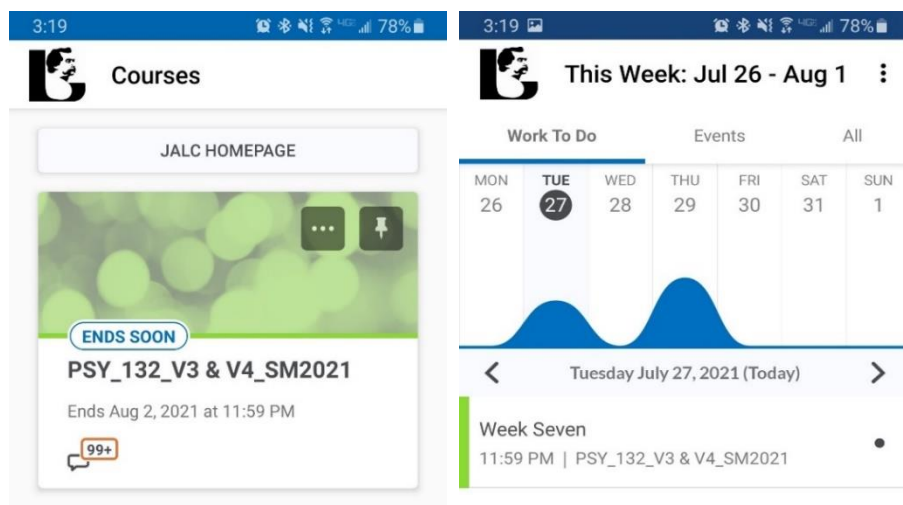 3:19 78%
Courses
JALC HOMEPAGE
ENDS SOON
PSY_132_V3 & V4_SM2021
Ends Aug 2, 2021 at 11:59 PM
99+
3:19 78%
This Week: Jul 26 - Aug 1
Work To Do Events All
MON TUE WED THU FRI SAT SUN
26 27 28 29 30 31 1
Tuesday July 27, 2021 (Today)
Week Seven
11:59 PM | PSY_132_V3 & V4_SM2021